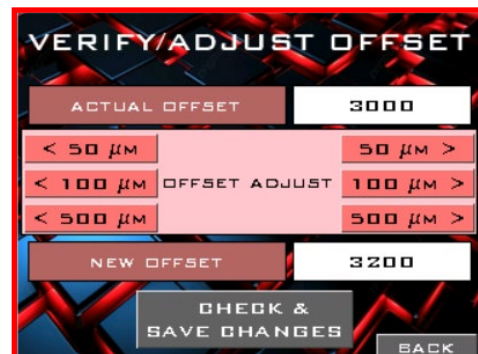 VERIFY/ADJUST OFFSET
ACTUAL OFFSET 3000
< 50 µM 50 µM >
< 100 µM OFFSET ADJUST 100 µM >
< 500 µM 500 µM >
NEW OFFSET 3200
CHECK &
SAVE CHANGES
BACK